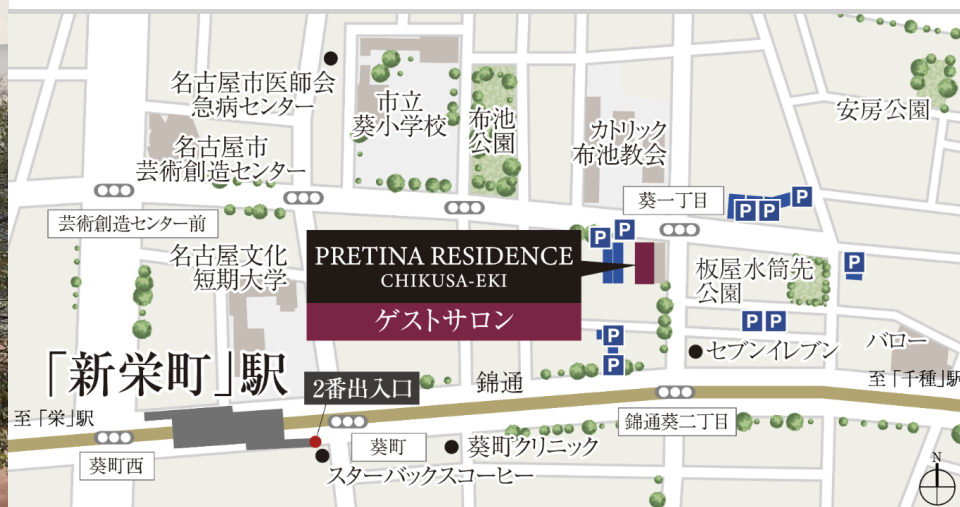 名古屋市医師会
急病センター
市立
葵小学校
布池
公園
カトリック
布池教会
安房公園
名古屋市
芸術創造センター
芸術創造センター前
葵一丁目
P
P
P
P
P
名古屋文化
短期大学
PRETINA RESIDENCE
CHIKUSA-EKI
ゲストサロン
板屋水筒先
公園
P
P
P
P
P
セブンイレブン
バロー
「新栄町」駅
2番出入口
錦通
至「千種」駅
至「栄」駅
葵町西
葵町
葵町クリニック
錦通葵二丁目
スターバックスコーヒー
N